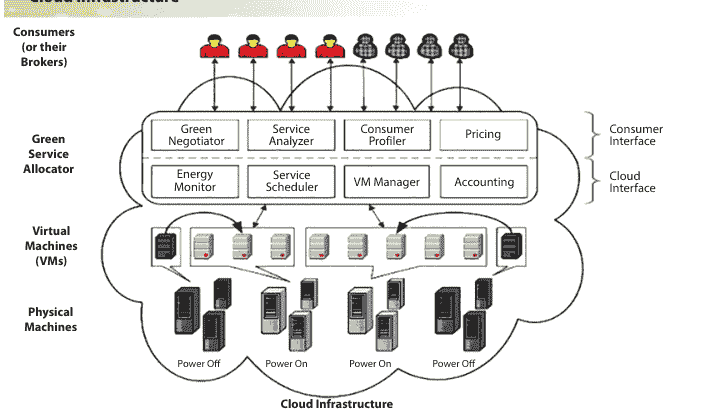 Cloud Infrastructure
Consumers
(or their
Brokers)
Green
Service
Allocator
Green
Negotiator
Service
Analyzer
Consumer
Profiler
Pricing
Consumer
Interface
Energy
Monitor
Service
Scheduler
VM Manager
Accounting
Cloud
Interface
Virtual
Machines
(VMs)
Physical
Machines
Power Off
Power On
Power On
Power Off
Cloud Infrastructure